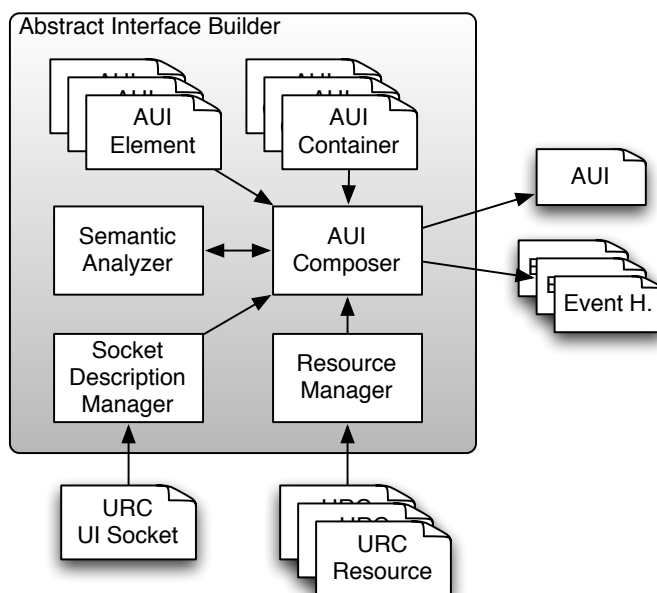 Abstract Interface Builder
AUI
Element
AUI
Container
AUI
Semantic
Analyzer
AUI
Composer
Event H.
Socket
Description
Manager
Resource
Manager
URC
UI Socket
URC
Resource